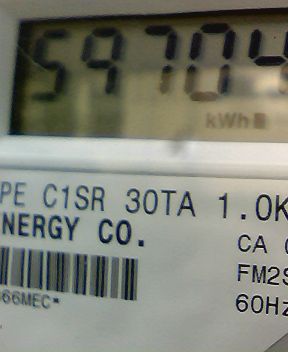 59704
kWh
PE C1SR 30TA 1.0K
NERGY CO.
CA
FM2S
66MEC*
60Hz